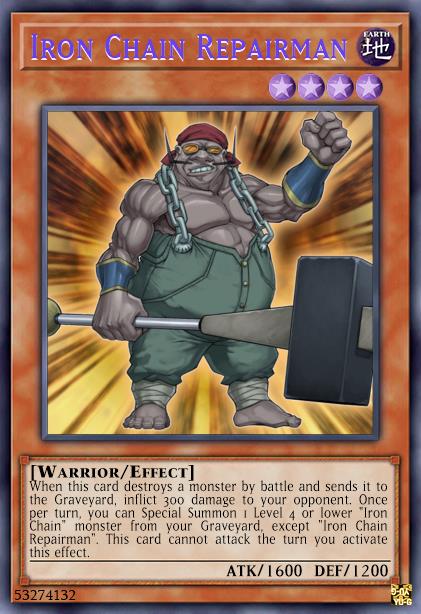 IRON CHAIN REPAIRMAN
EARTH
地
[WARRIOR/EFFECT]
When this card destroys a monster by battle and sends it to
the Graveyard, inflict 300 damage to your opponent. Once
per turn, you can Special Summon 1 Level 4 or lower "Iron
Chain" monster from your Graveyard, except "Iron Chain
Repairman". This card cannot attack the turn you activate
this effect.
ATK/1600 DEF/1200
53274132